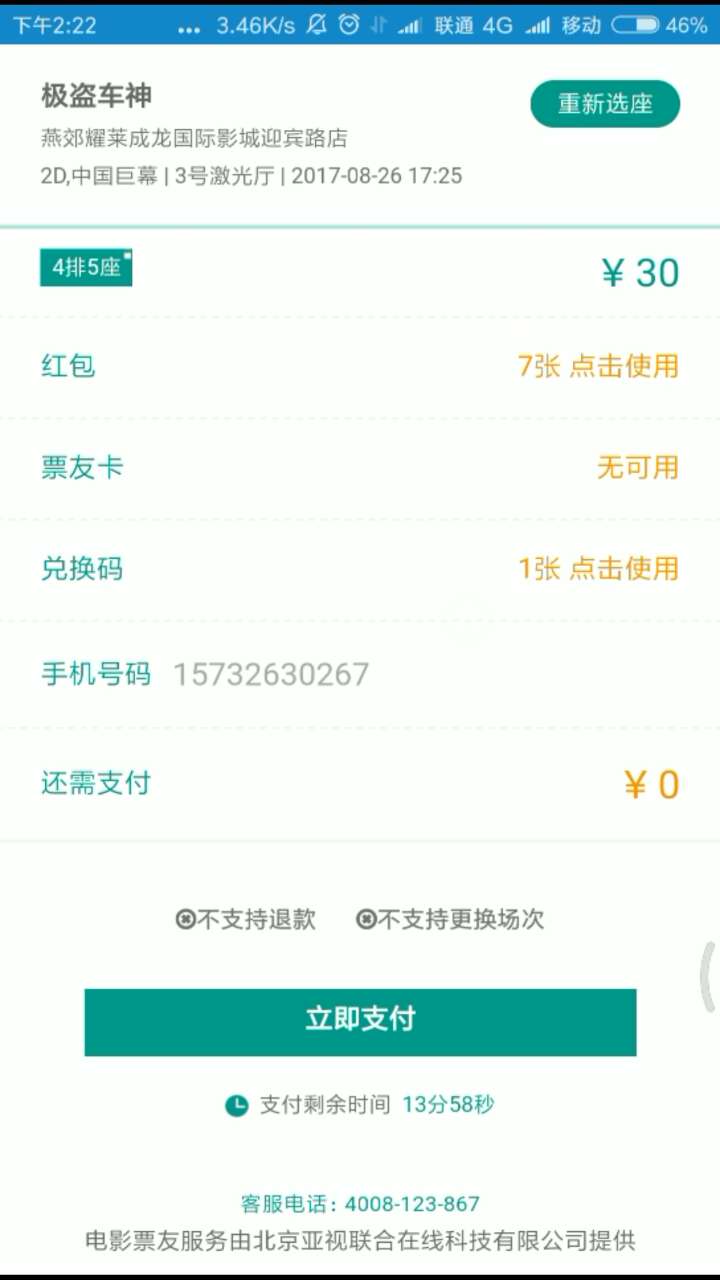 下午2:22 ... 3.46K/s 联通 4G 移动 46%
极盗车神
重新选座
燕郊耀莱成龙国际影城迎宾路店
2D,中国巨幕 | 3号激光厅 | 2017-08-26 17:25
4排5座 ¥ 30
红包 7张 点击使用
票友卡 无可用
兑换码 1张 点击使用
手机号码 15732630267
还需支付 ¥ 0
不支持退款 不支持更换场次
立即支付
支付剩余时间 13分58秒
客服电话：4008-123-867
电影票友服务由北京亚视联合在线科技有限公司提供